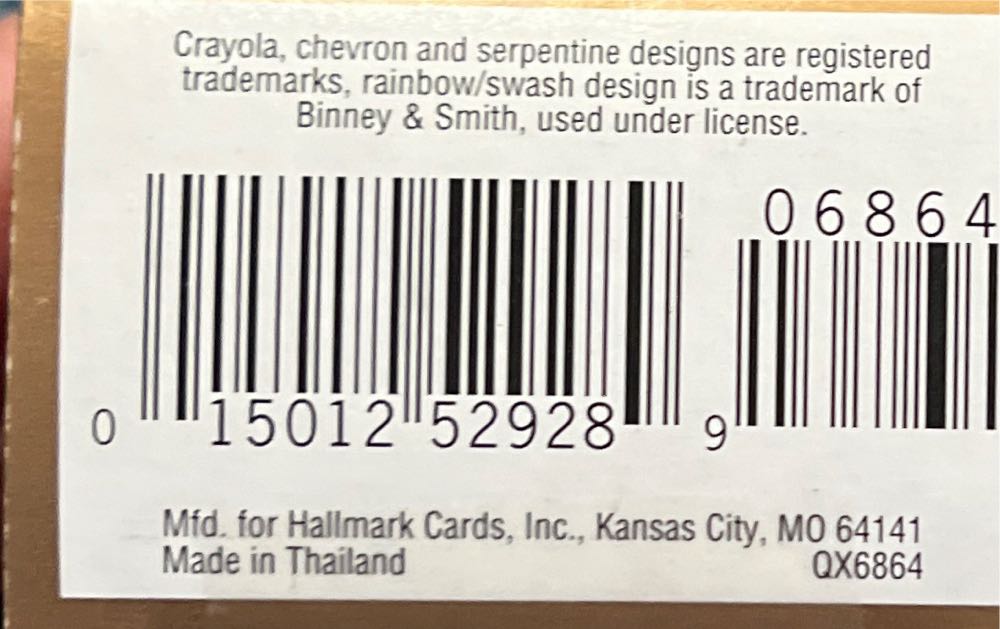 Crayola, chevron and serpentine designs are registered
trademarks, rainbow/swash design is a trademark of
Binney & Smith, used under license.
06864
0 15012 52928 9
Mfd. for Hallmark Cards, Inc., Kansas City, MO 64141
Made in Thailand QX6864